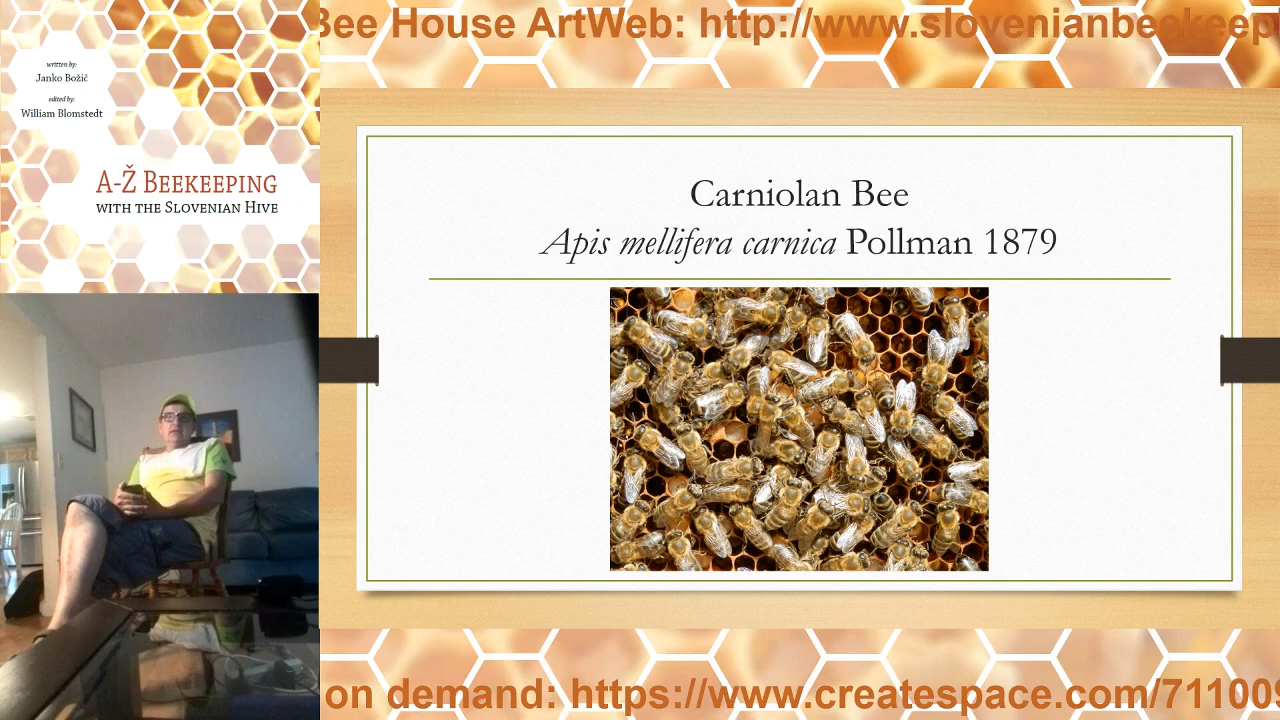 Bee House ArtWeb: http://www.slovenianbeekeep
written by:
Janko Božič
edited by:
William Blomstedt
A-Ž Beekeeping
with the Slovenian Hive
Carniolan Bee
Apis mellifera carnica Pollman 1879
on demand: https://www.createspace.com/71100